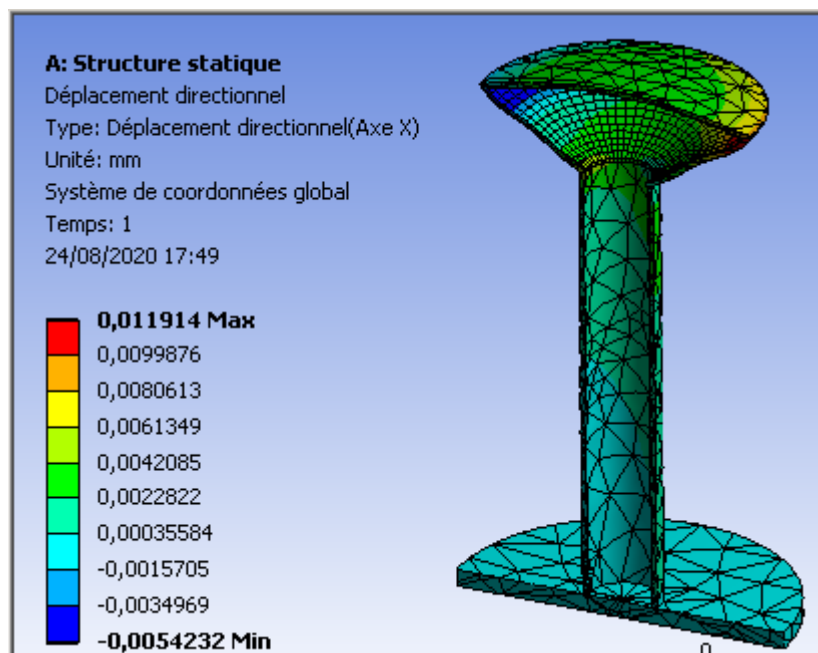 A: Structure statique
Déplacement directionnel
Type: Déplacement directionnel(Axe X)
Unité: mm
Système de coordonnées global
Temps: 1
24/08/2020 17:49
0,011914 Max
0,0099876
0,0080613
0,0061349
0,0042085
0,0022822
0,00035584
-0,0015705
-0,0034969
-0,0054232 Min